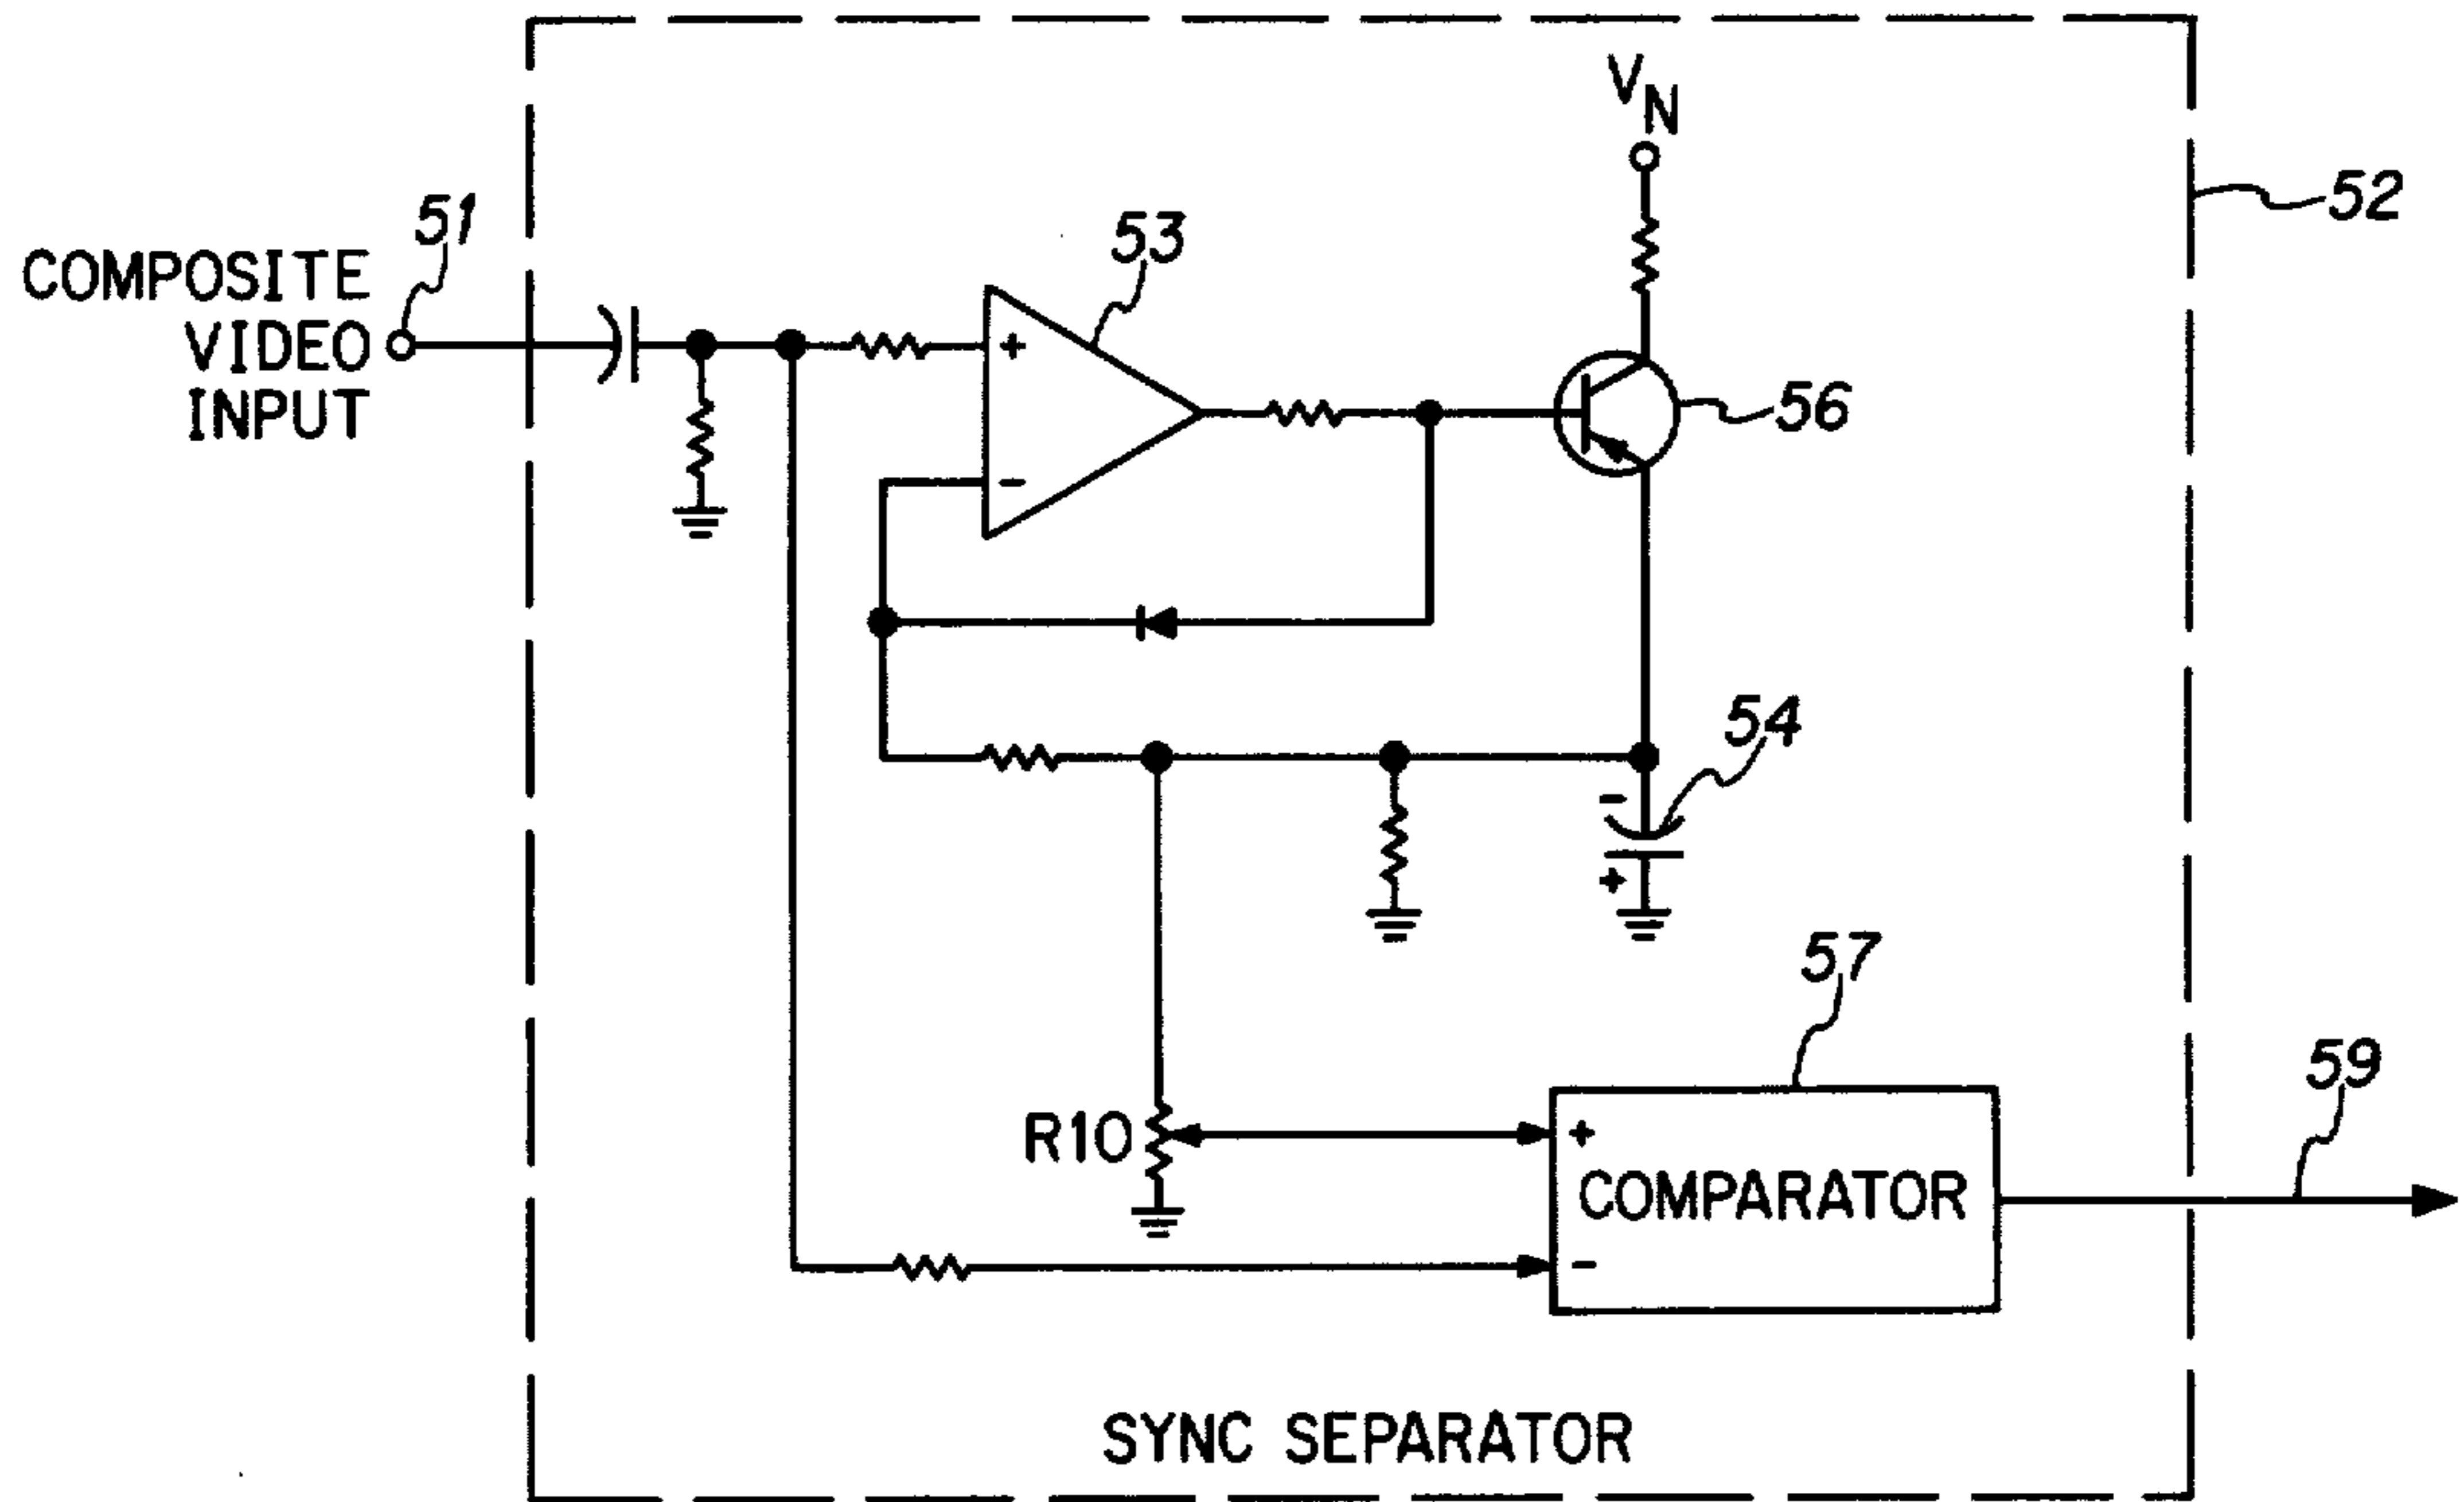 V_N
52
51
53
COMPOSITE
VIDEO
INPUT
+
56
-
54
-
+
57
59
R10
+
COMPARATOR
-
SYNC SEPARATOR